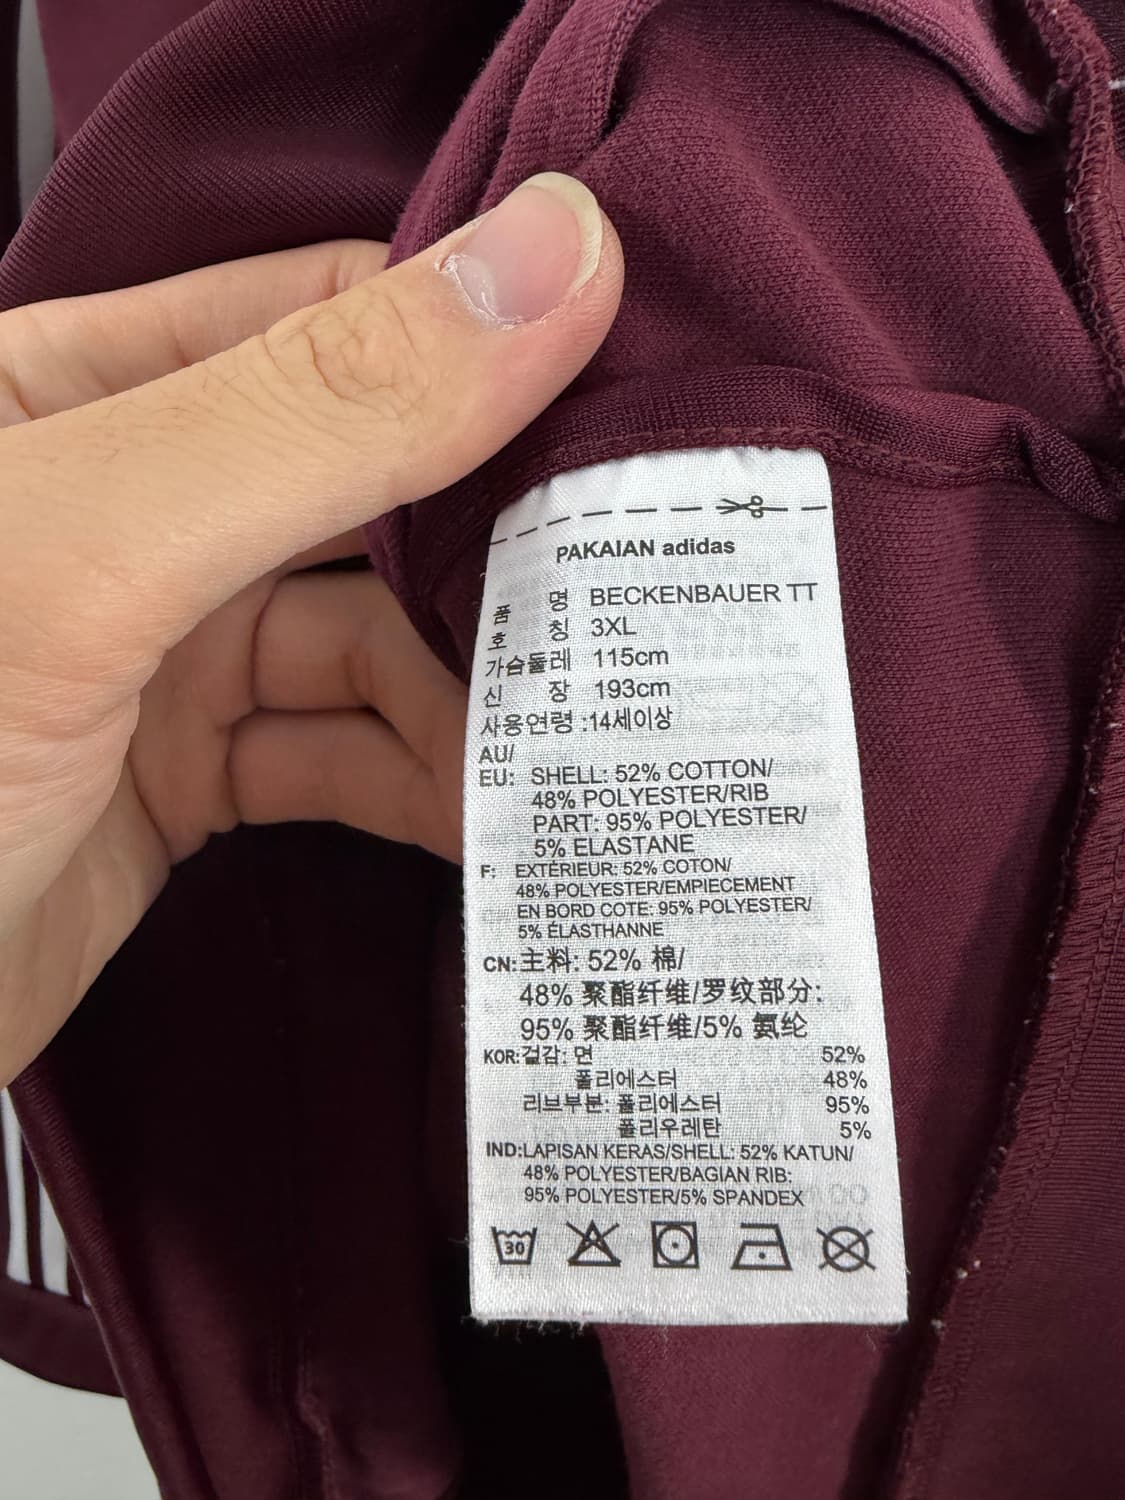 PAKAIAN adidas
품 명 BECKENBAUER TT
호 칭 3XL
가슴둘레 115cm
신 장 193cm
사용연령 :14세이상
AU/
EU: SHELL: 52% COTTON/
48% POLYESTER/RIB
PART: 95% POLYESTER/
5% ELASTANE
F: EXTÉRIEUR: 52% COTON/
48% POLYESTER/EMPIECEMENT
EN BORD COTE: 95% POLYESTER/
5% ÉLASTHANNE
CN:主料: 52% 棉/
48% 聚酯纤维/罗纹部分:
95% 聚酯纤维/5% 氨纶
KOR:겉감: 면 52%
폴리에스터 48%
리브부분: 폴리에스터 95%
폴리우레탄 5%
IND:LAPISAN KERAS/SHELL: 52% KATUN/
48% POLYESTER/BAGIAN RIB:
95% POLYESTER/5% SPANDEX
30